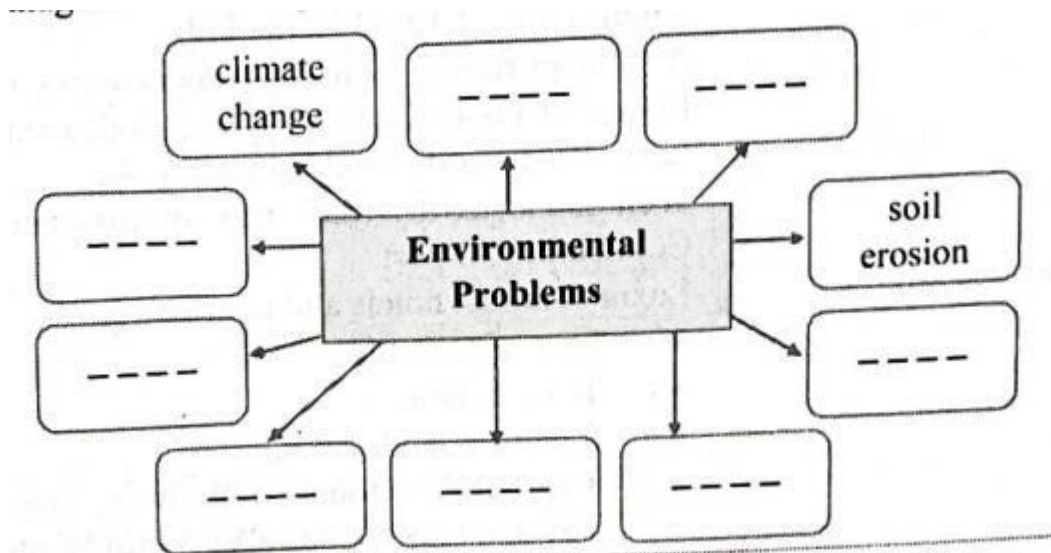 climate
change
– – – –
– – – –
– – – –
Environmental
Problems
soil
erosion
– – – –
– – – –
– – – –
– – – –
– – – –